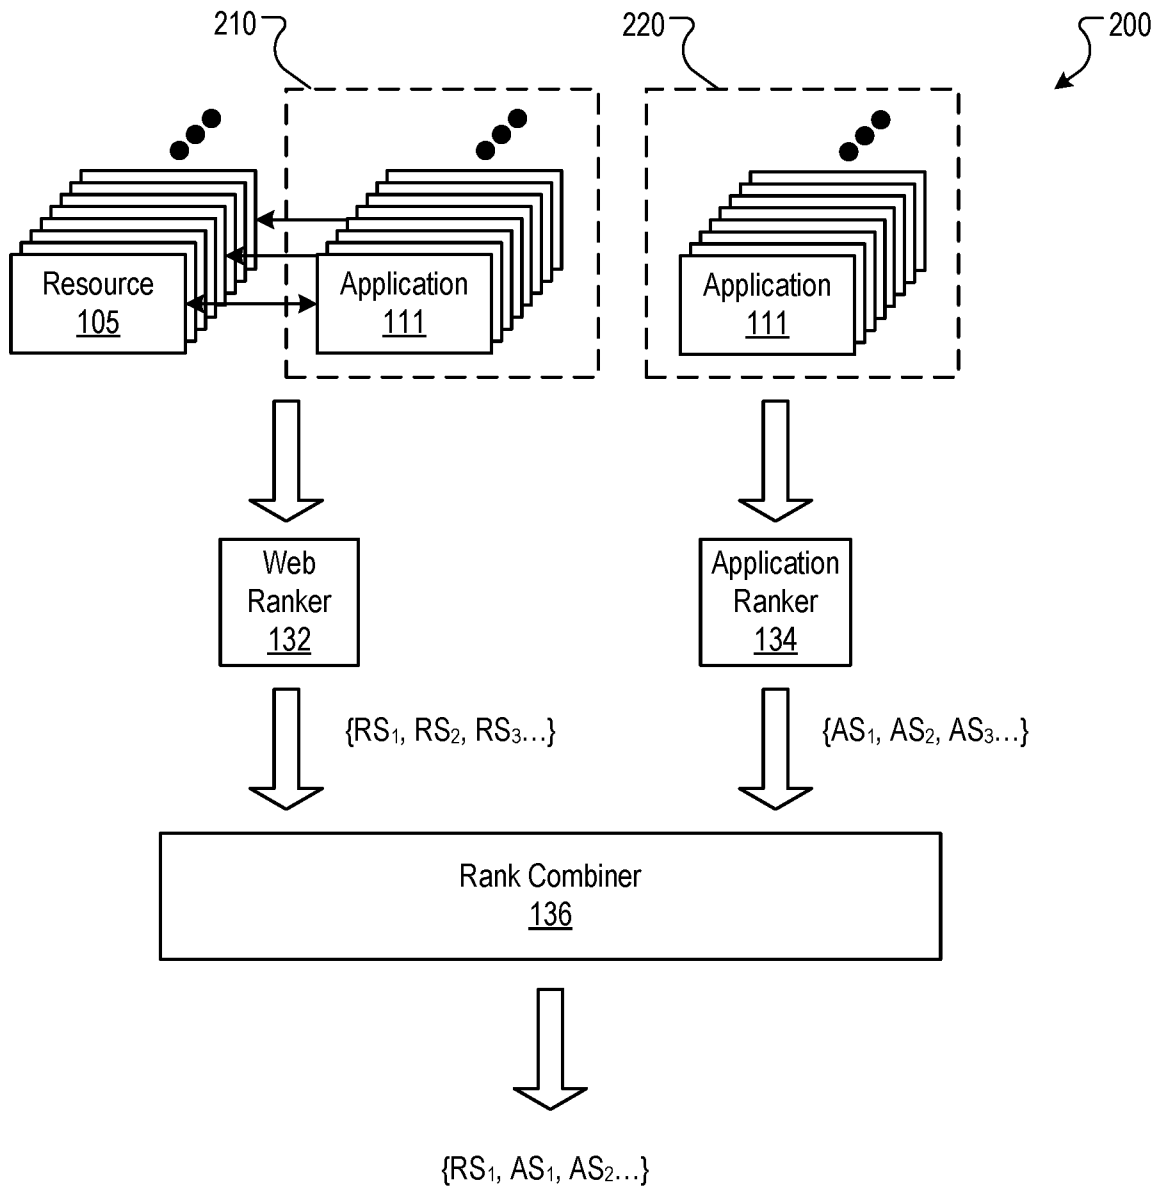 210
220
200
Resource
105
Application
111
Application
111
Web
Ranker
132
Application
Ranker
134
{RS₁, RS₂, RS₃…}
{AS₁, AS₂, AS₃…}
Rank Combiner
136
{RS₁, AS₁, AS₂…}